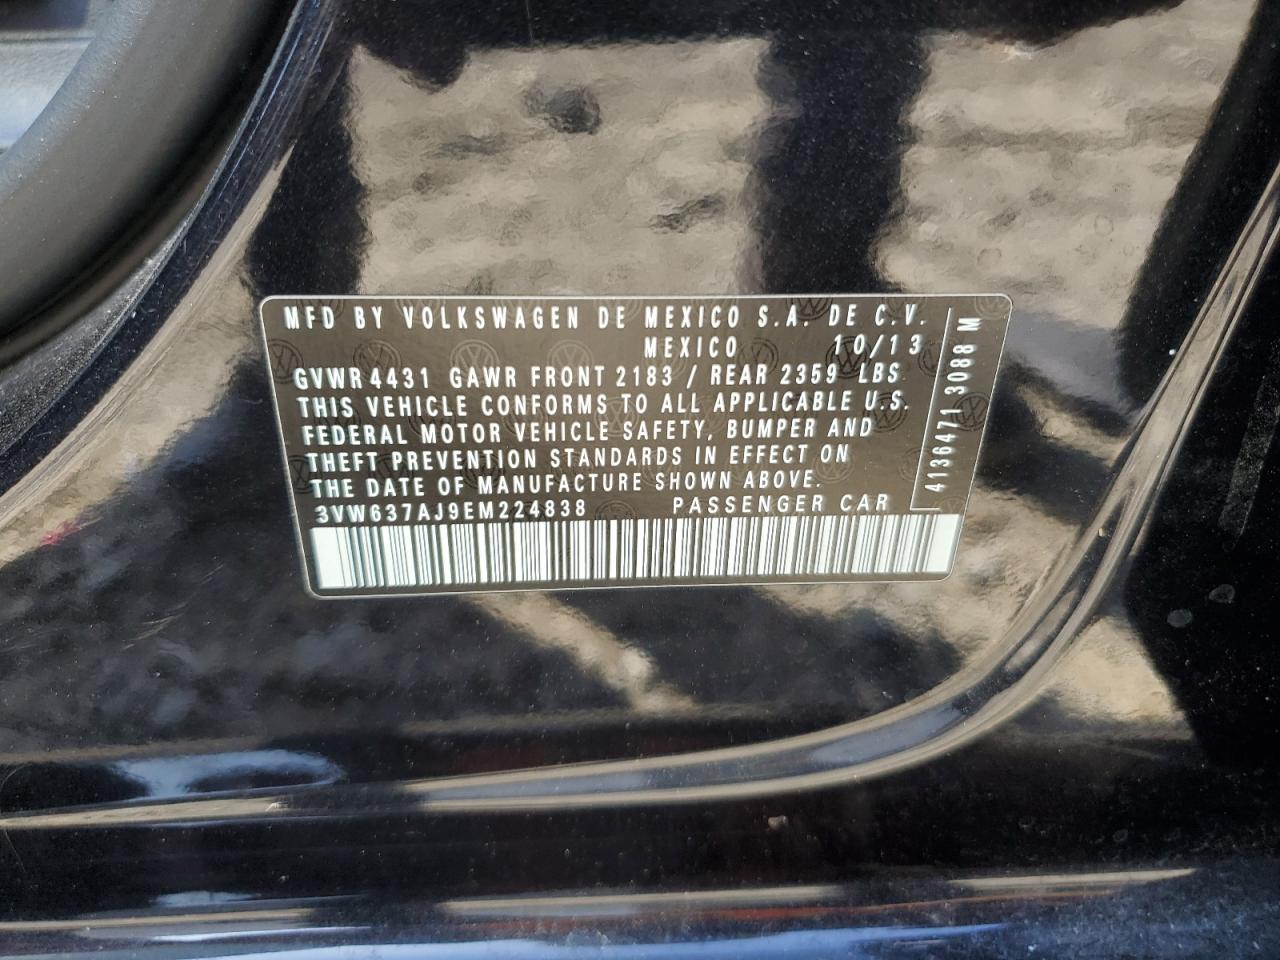 MFD BY VOLKSWAGEN DE MEXICO S.A. DE C.V.
MEXICO 10/13
GVWR 4431 GAWR FRONT 2183 / REAR 2359 LBS
THIS VEHICLE CONFORMS TO ALL APPLICABLE U.S.
FEDERAL MOTOR VEHICLE SAFETY, BUMPER AND
THEFT PREVENTION STANDARDS IN EFFECT ON
THE DATE OF MANUFACTURE SHOWN ABOVE.
3VW637AJ9EM224838 PASSENGER CAR
413647/ 3088 M